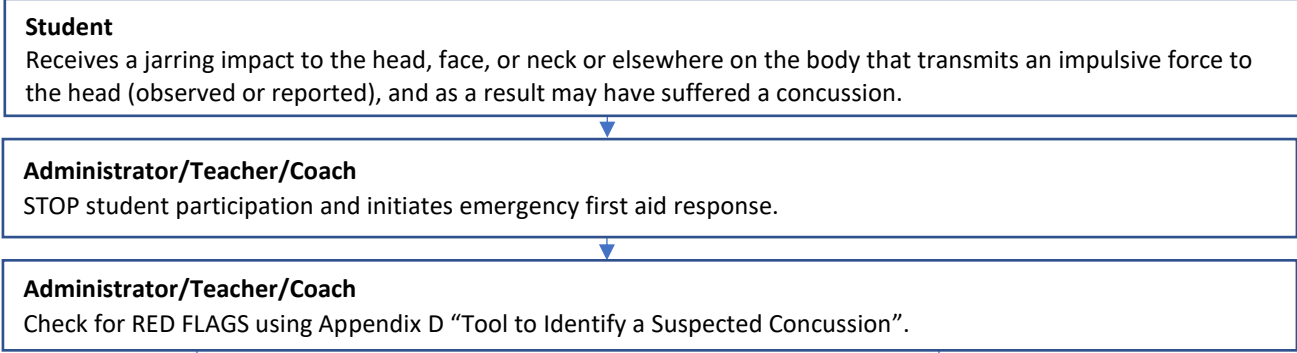 Student
Receives a jarring impact to the head, face, or neck or elsewhere on the body that transmits an impulsive force to
the head (observed or reported), and as a result may have suffered a concussion.
Administrator/Teacher/Coach
STOP student participation and initiates emergency first aid response.
Administrator/Teacher/Coach
Check for RED FLAGS using Appendix D “Tool to Identify a Suspected Concussion”.